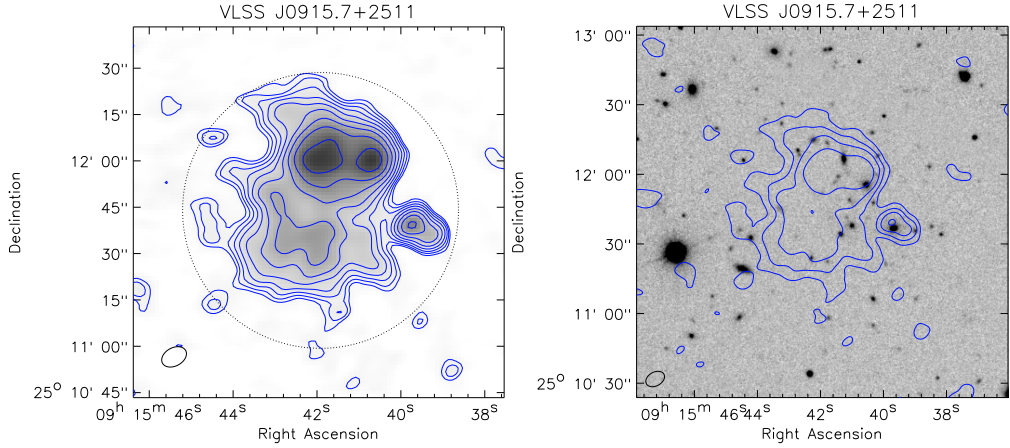 VLSS J0915.7+2511
30''
15''
12' 00''
45''
30''
15''
11' 00''
25° 10' 45''
09ʰ 15ᵐ 46ˢ 44ˢ 42ˢ 40ˢ 38ˢ
Right Ascension
Declination
VLSS J0915.7+2511
13' 00''
30''
12' 00''
30''
11' 00''
25° 10' 30''
09ʰ 15ᵐ 46ˢ 44ˢ 42ˢ 40ˢ 38ˢ
Right Ascension
Declination